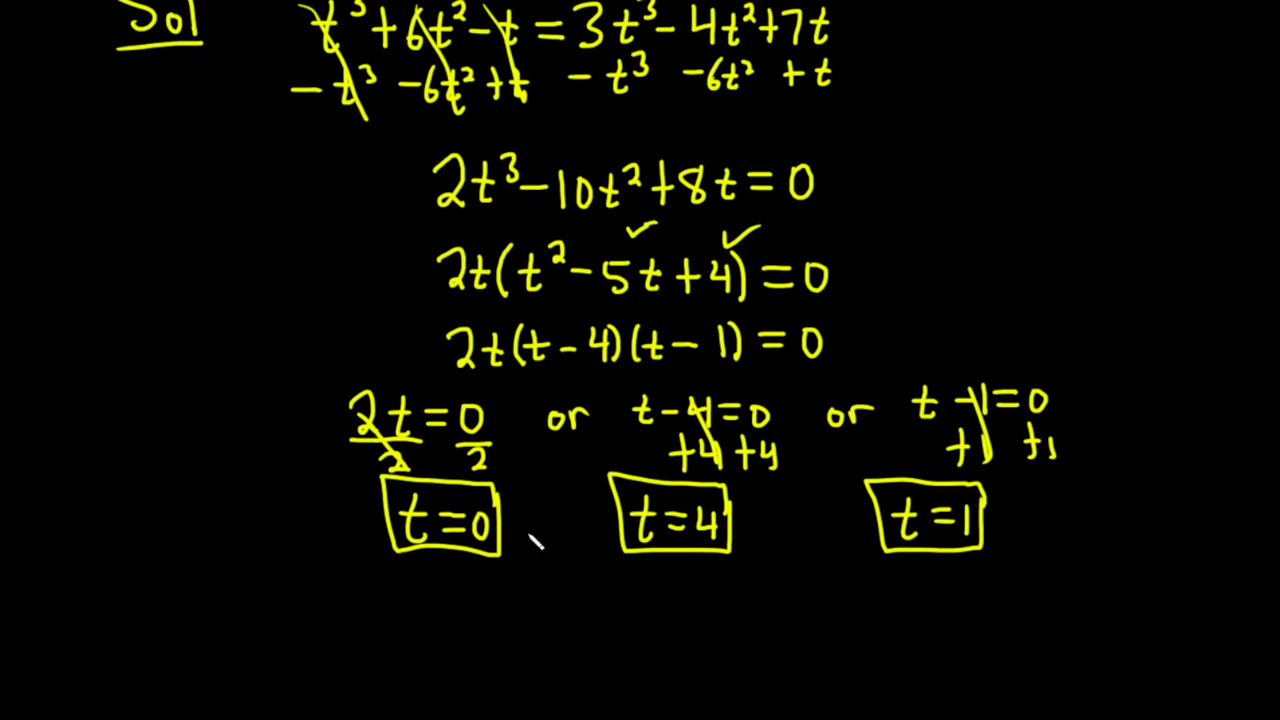 Sol t³ + 6t² - t = 3t³ - 4t² + 7t
- t³ - 6t² + t - t³ - 6t² + t
2t³ - 10t² + 8t = 0
2t(t² - 5t + 4) = 0
2t(t - 4)(t - 1) = 0
2t = 0 or t - 4 = 0 or t - 1 = 0
2 2 +4 +4 +1 +1
t = 0 t = 4 t = 1